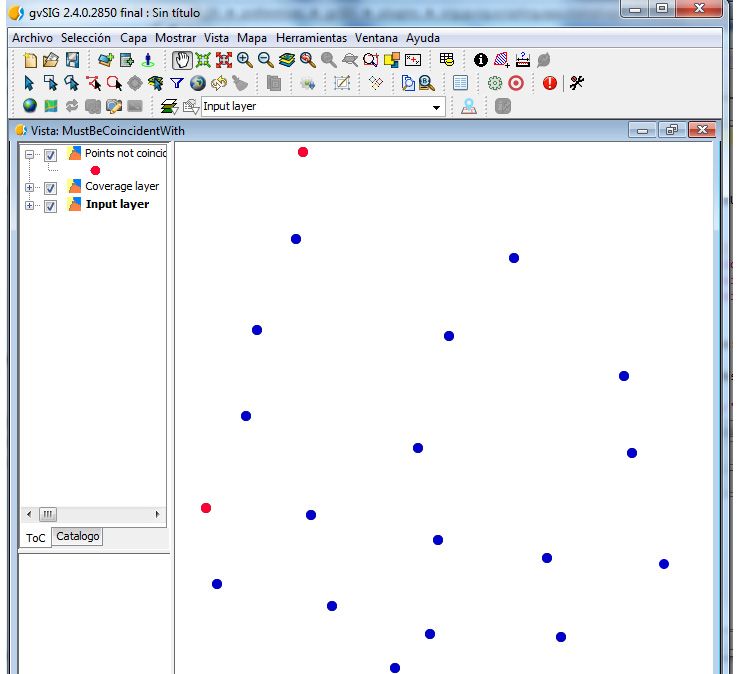 gvSIG 2.4.0.2850 final : Sin título
Archivo Selección Capa Mostrar Vista Mapa Herramientas Ventana Ayuda
Input layer
Vista: MustBeCoincidentWith
Points not coincid
Coverage layer
Input layer
ToC Catalogo